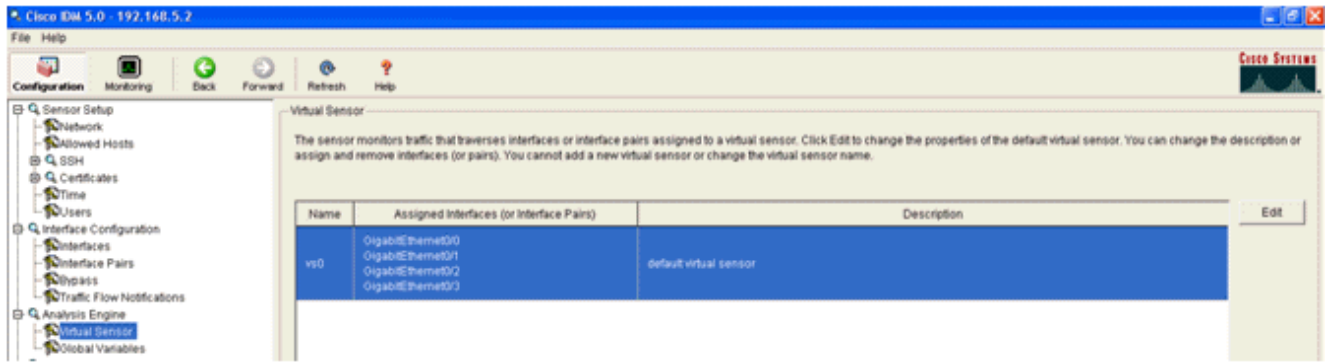 Cisco IDM 5.0 - 192.168.5.2
File Help
Configuration Monitoring Back Forward Refresh Help
CISCO SYSTEMS
Sensor Setup
Network
Allowed Hosts
SSH
Certificates
Time
Users
Interface Configuration
Interfaces
Interface Pairs
Bypass
Traffic Flow Notifications
Analysis Engine
Virtual Sensor
Global Variables
Virtual Sensor
The sensor monitors traffic that traverses interfaces or interface pairs assigned to a virtual sensor. Click Edit to change the properties of the default virtual sensor. You can change the description or
assign and remove interfaces (or pairs). You cannot add a new virtual sensor or change the virtual sensor name.
Name Assigned Interfaces (or Interface Pairs) Description Edit
GigabitEthernet0/0
GigabitEthernet0/1
vs0 default virtual sensor
GigabitEthernet0/2
GigabitEthernet0/3